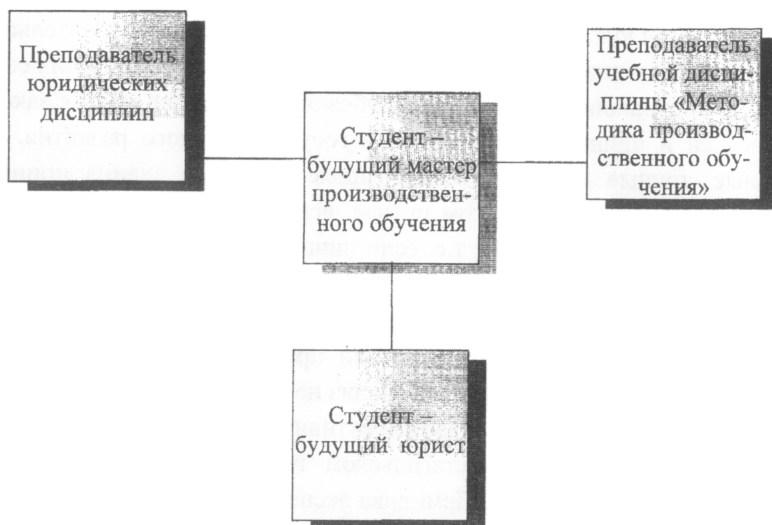 Преподаватель
юридических
дисциплин
Студент –
будущий мастер
производствен-
ного обучения
Преподаватель
учебной дисци-
плины «Мето-
дика производ-
ственного обу-
чения»
Студент –
будущий юрист